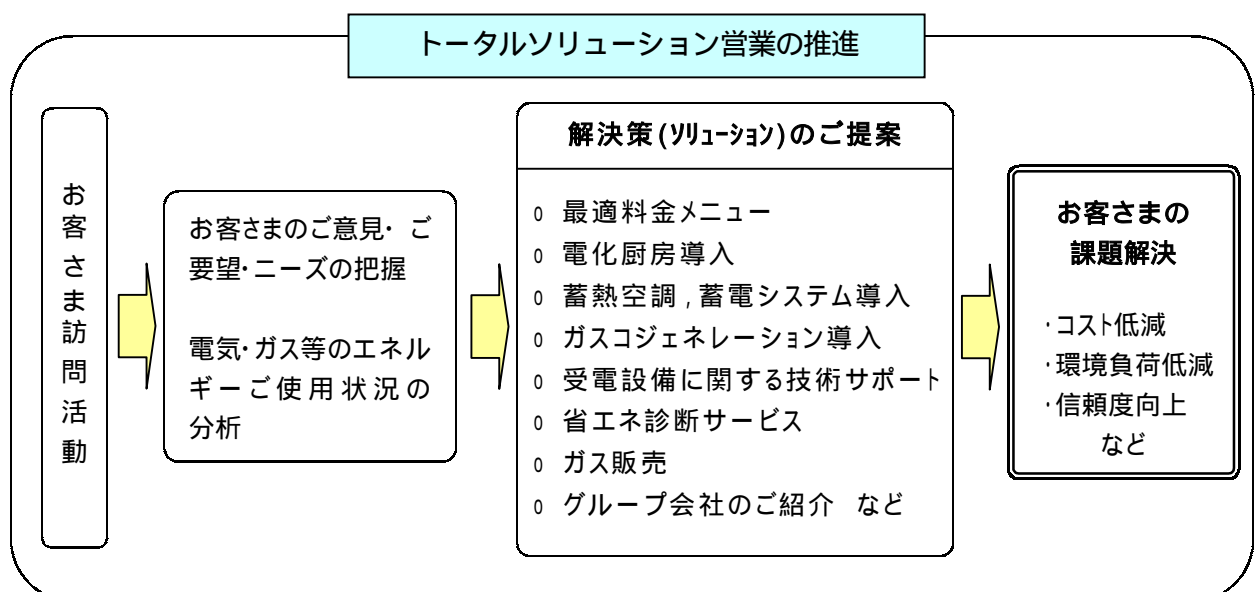 トータルソリューション営業の推進
お客さま訪問活動
お客さまのご意見・ご
要望・ニーズの把握
電気・ガス等のエネル
ギーご使用状況の
分析
解決策(ｿﾘｭｰｼｮﾝ)のご提案
o 最適料金メニュー
o 電化厨房導入
o 蓄熱空調,蓄電システム導入
o ガスコジェネレーション導入
o 受電設備に関する技術サポート
o 省エネ診断サービス
o ガス販売
o グループ会社のご紹介 など
お客さまの
課題解決
・コスト低減
・環境負荷低減
・信頼度向上
など